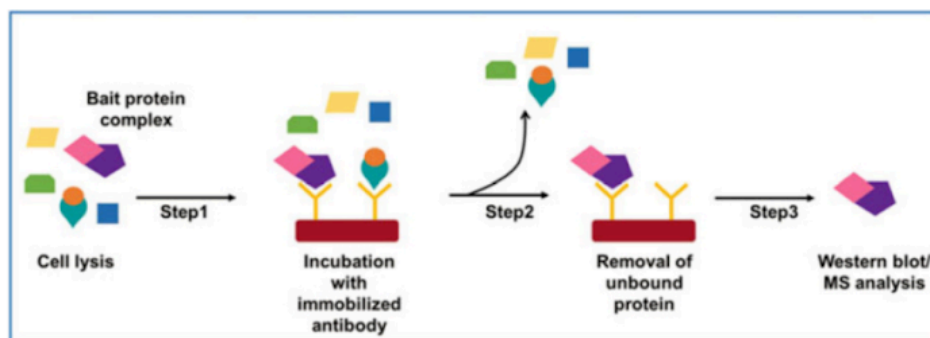 Bait protein
complex
Step1
Step2
Step3
Cell lysis
Incubation
with
immobilized
antibody
Removal of
unbound
protein
Western blot/
MS analysis